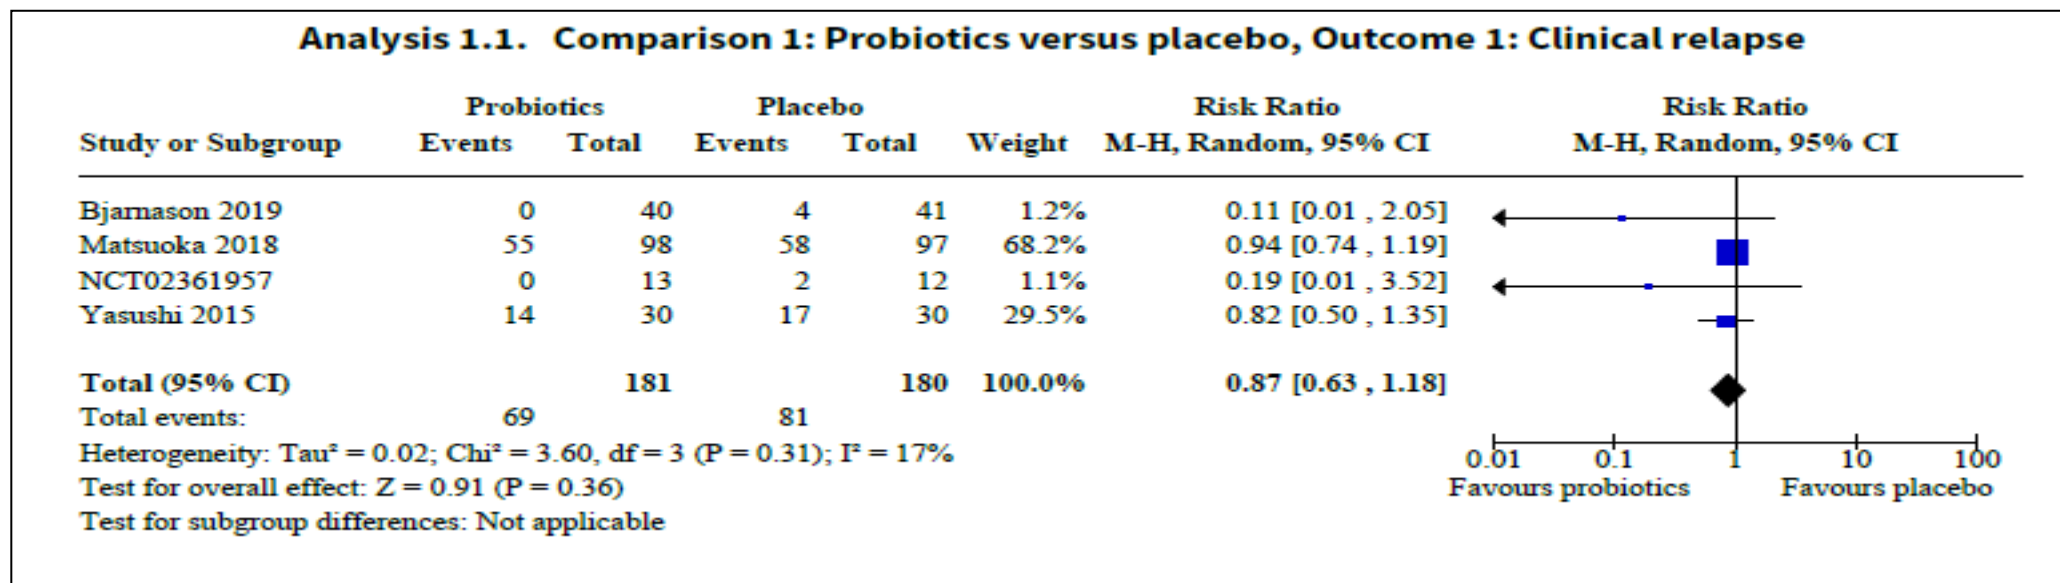 Analysis 1.1. Comparison 1: Probiotics versus placebo, Outcome 1: Clinical relapse
Probiotics Placebo Risk Ratio Risk Ratio
Study or Subgroup Events Total Events Total Weight M-H, Random, 95% CI M-H, Random, 95% CI
Bjarnason 2019 0 40 4 41 1.2% 0.11 [0.01 , 2.05]
Matsuoka 2018 55 98 58 97 68.2% 0.94 [0.74 , 1.19]
NCT02361957 0 13 2 12 1.1% 0.19 [0.01 , 3.52]
Yasushi 2015 14 30 17 30 29.5% 0.82 [0.50 , 1.35]
Total (95% CI) 181 180 100.0% 0.87 [0.63 , 1.18]
Total events: 69 81
Heterogeneity: Tau² = 0.02; Chi² = 3.60, df = 3 (P = 0.31); I² = 17%
0.01 0.1 1 10 100
Test for overall effect: Z = 0.91 (P = 0.36)
Favours probiotics Favours placebo
Test for subgroup differences: Not applicable